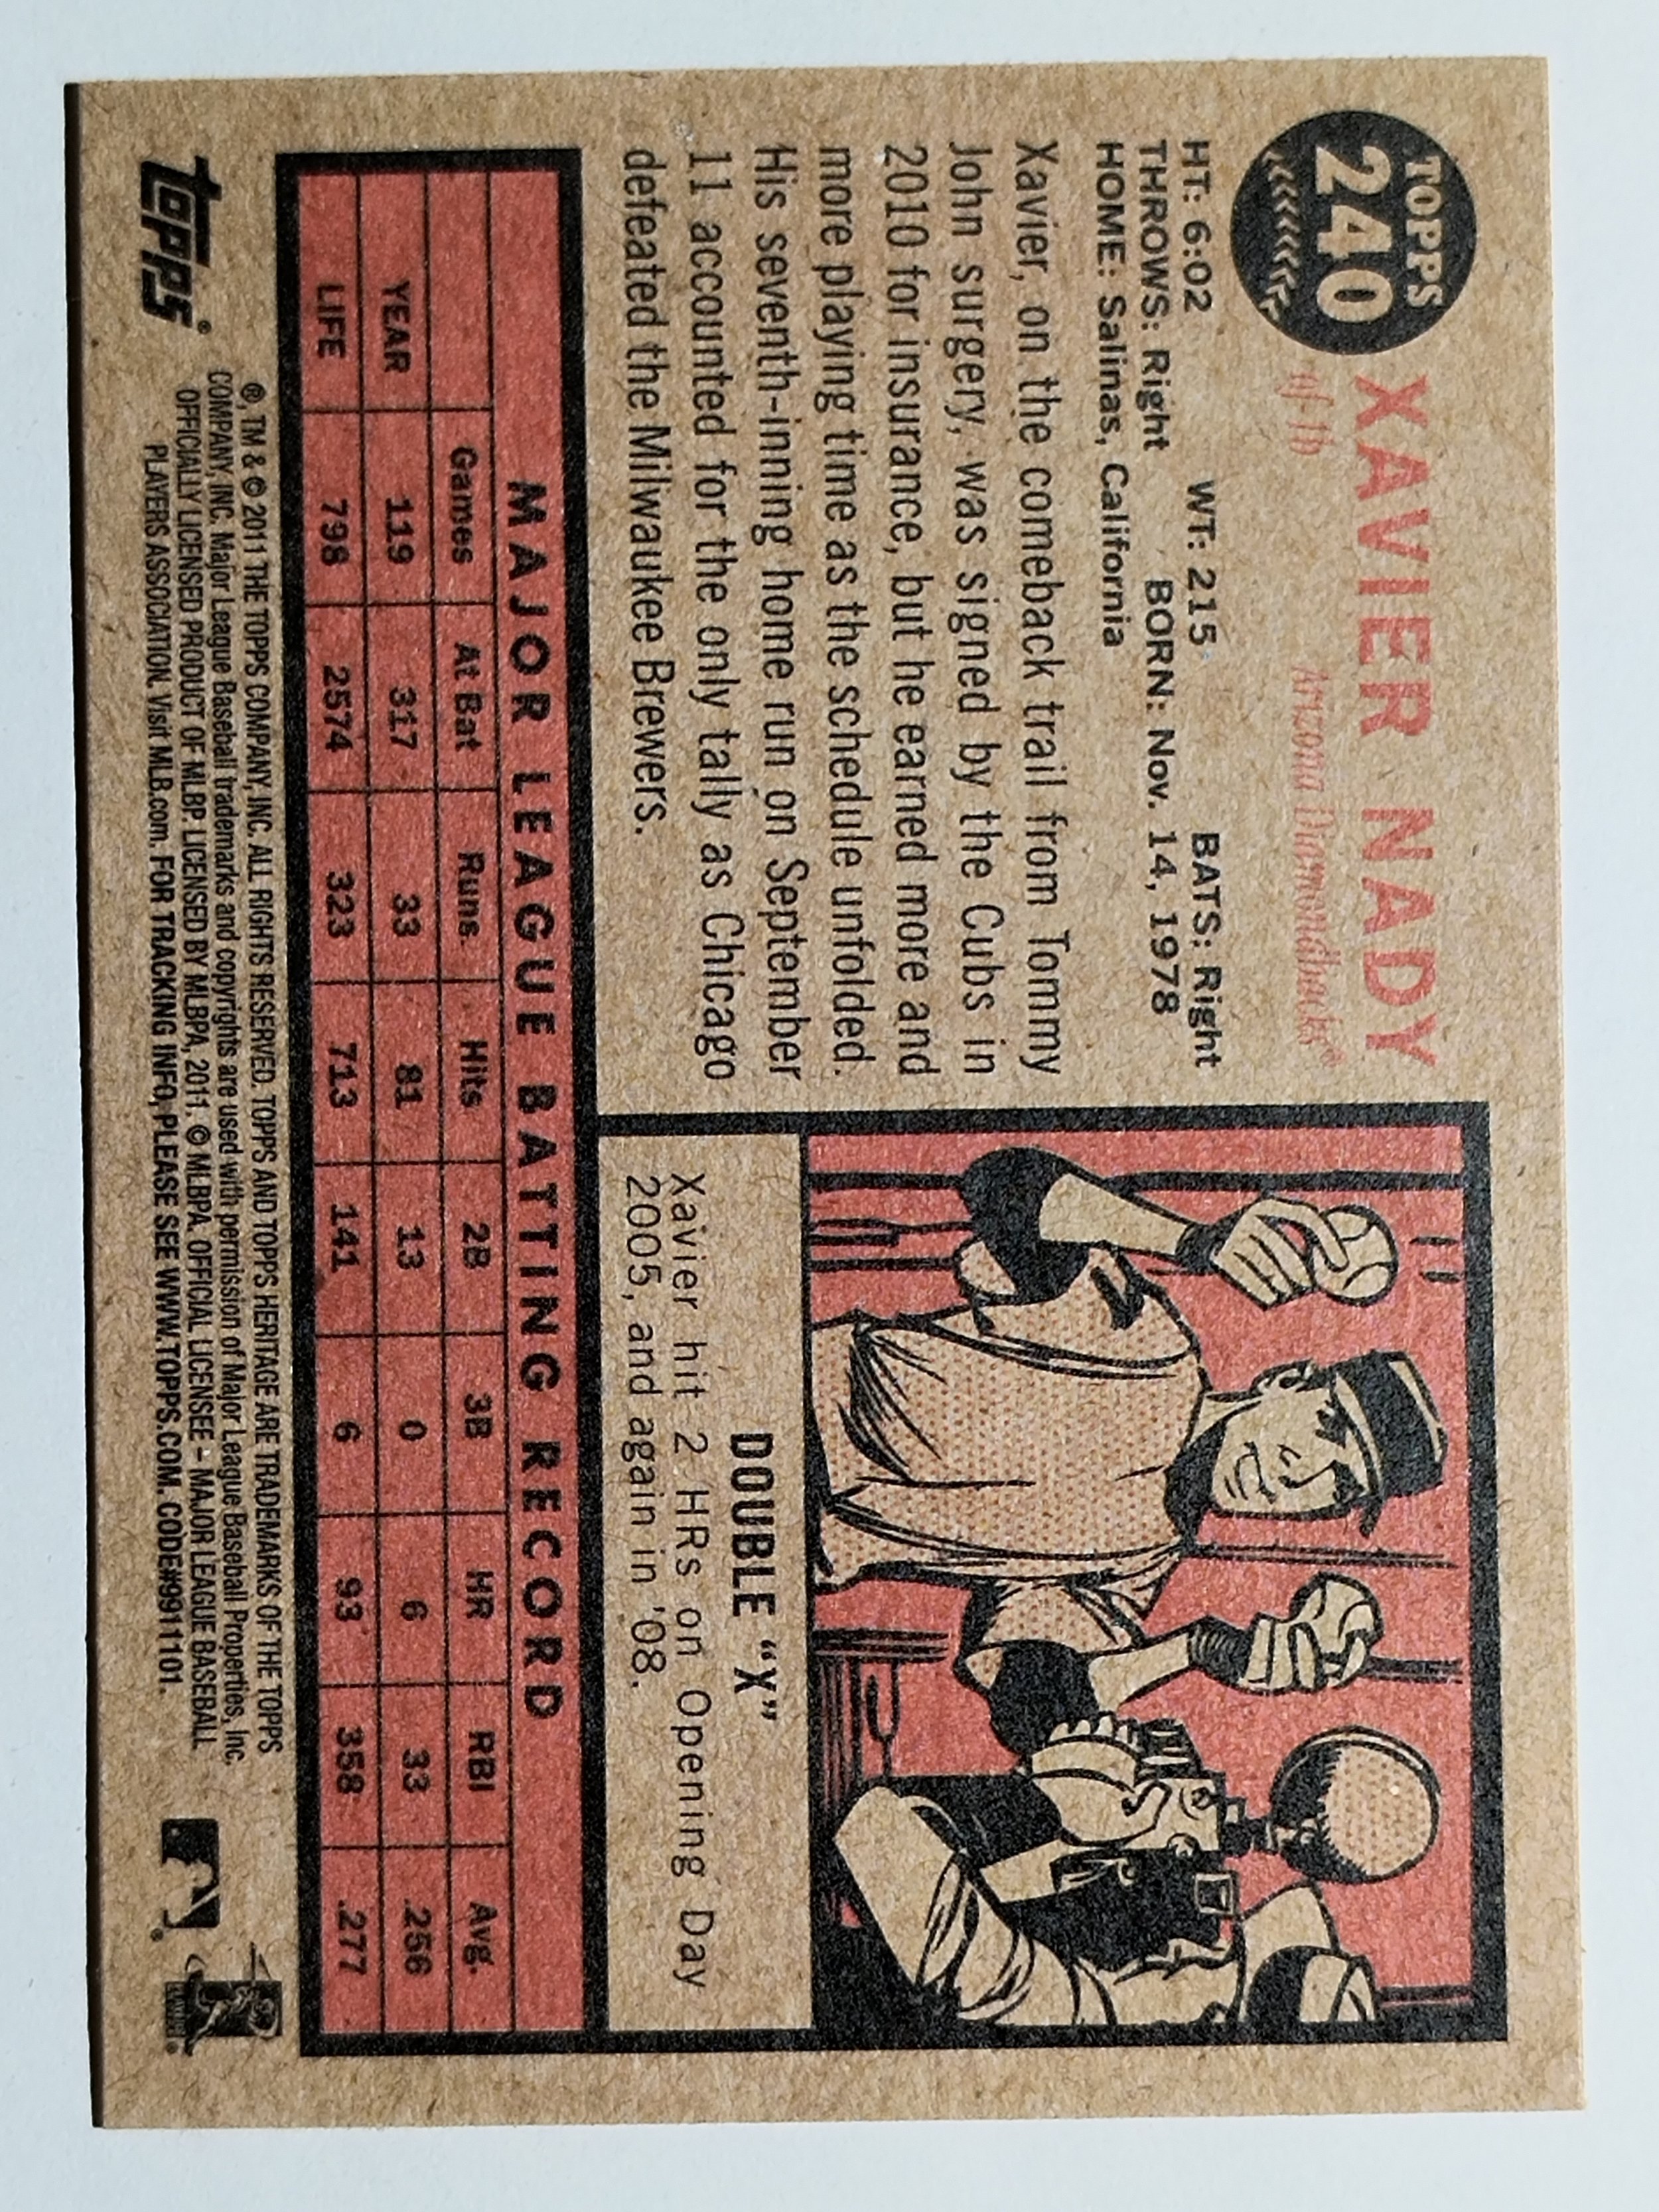 TOPPS
240
XAVIER NADY
of-1b Arizona Diamondbacks®
HT: 6:02 WT: 215 BATS: Right
THROWS: Right BORN: Nov. 14, 1978
HOME: Salinas, California
Xavier, on the comeback trail from Tommy
John surgery, was signed by the Cubs in
2010 for insurance, but he earned more and
more playing time as the schedule unfolded.
His seventh-inning home run on September
11 accounted for the only tally as Chicago
defeated the Milwaukee Brewers.
DOUBLE “X”
Xavier hit 2 HRs on Opening Day
2005, and again in '08.
MAJOR LEAGUE BATTING RECORD
Games At Bat Runs Hits 2B 3B HR RBI Avg.
YEAR 119 317 33 81 13 0 6 33 .256
LIFE 798 2574 323 713 141 6 93 358 .277
topps®
®, TM & © 2011 THE TOPPS COMPANY, INC. ALL RIGHTS RESERVED. TOPPS AND TOPPS HERITAGE ARE TRADEMARKS OF THE TOPPS
COMPANY, INC. Major League Baseball trademarks and copyrights are used with permission of Major League Baseball Properties, Inc.
OFFICIALLY LICENSED PRODUCT OF MLBP. LICENSED BY MLBPA, 2011. © MLBPA. OFFICIAL LICENSEE - MAJOR LEAGUE BASEBALL
PLAYERS ASSOCIATION. Visit MLB.com. FOR TRACKING INFO, PLEASE SEE WWW.TOPPS.COM. CODE#991101.